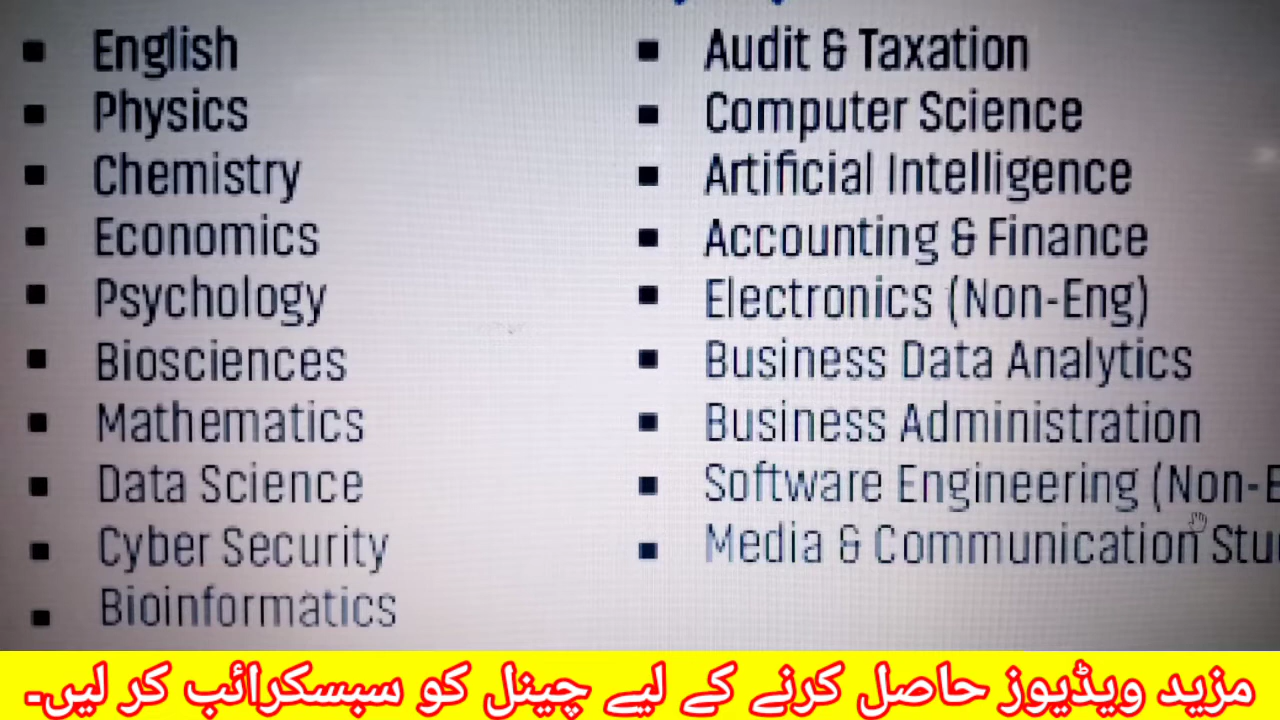 English
Physics
Chemistry
Economics
Psychology
Biosciences
Mathematics
Data Science
Cyber Security
Bioinformatics
Audit & Taxation
Computer Science
Artificial Intelligence
Accounting & Finance
Electronics (Non-Eng)
Business Data Analytics
Business Administration
Software Engineering (Non-E
Media & Communication Stu
مزید ویڈیوز حاصل کرنے کے لیے چینل کو سبسکرائب کر لیں۔